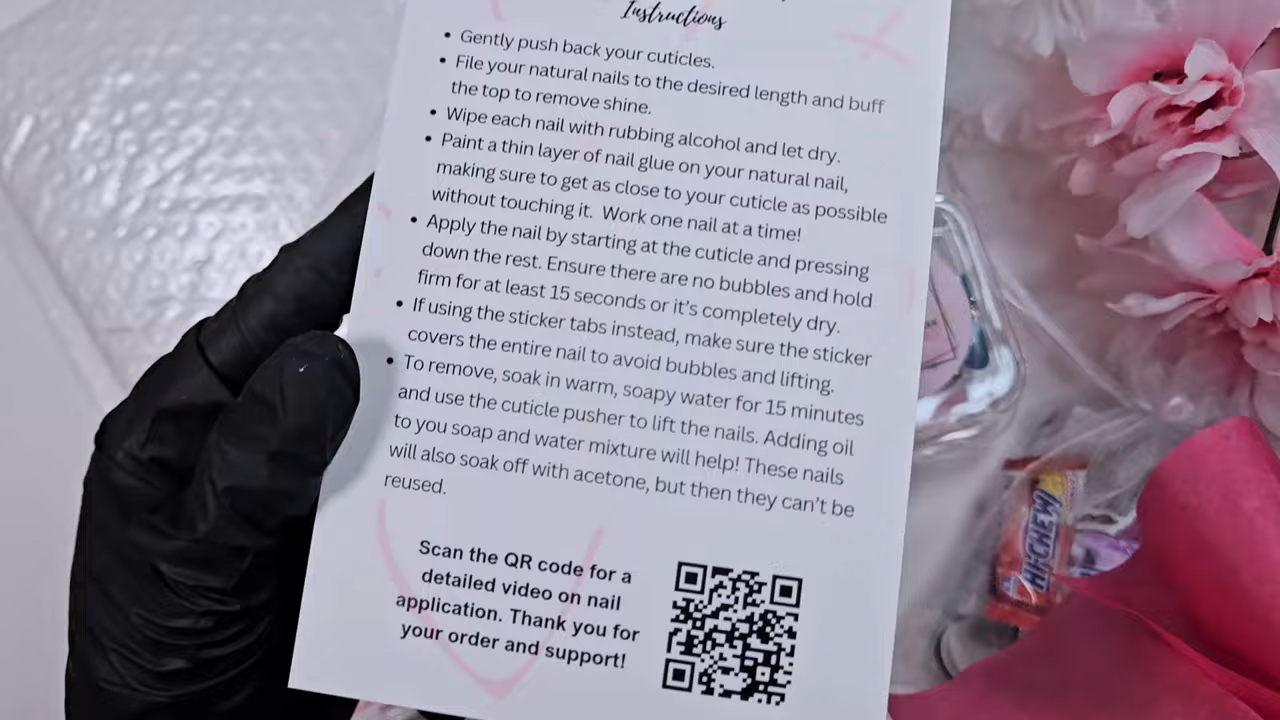 Instructions
• Gently push back your cuticles.
• File your natural nails to the desired length and buff
the top to remove shine.
• Wipe each nail with rubbing alcohol and let dry.
• Paint a thin layer of nail glue on your natural nail,
making sure to get as close to your cuticle as possible
without touching it. Work one nail at a time!
• Apply the nail by starting at the cuticle and pressing
down the rest. Ensure there are no bubbles and hold
firm for at least 15 seconds or it's completely dry.
• If using the sticker tabs instead, make sure the sticker
covers the entire nail to avoid bubbles and lifting.
• To remove, soak in warm, soapy water for 15 minutes
and use the cuticle pusher to lift the nails. Adding oil
to you soap and water mixture will help! These nails
will also soak off with acetone, but then they can't be
reused.
Scan the QR code for a
detailed video on nail
application. Thank you for
your order and support!
HI-CHEW